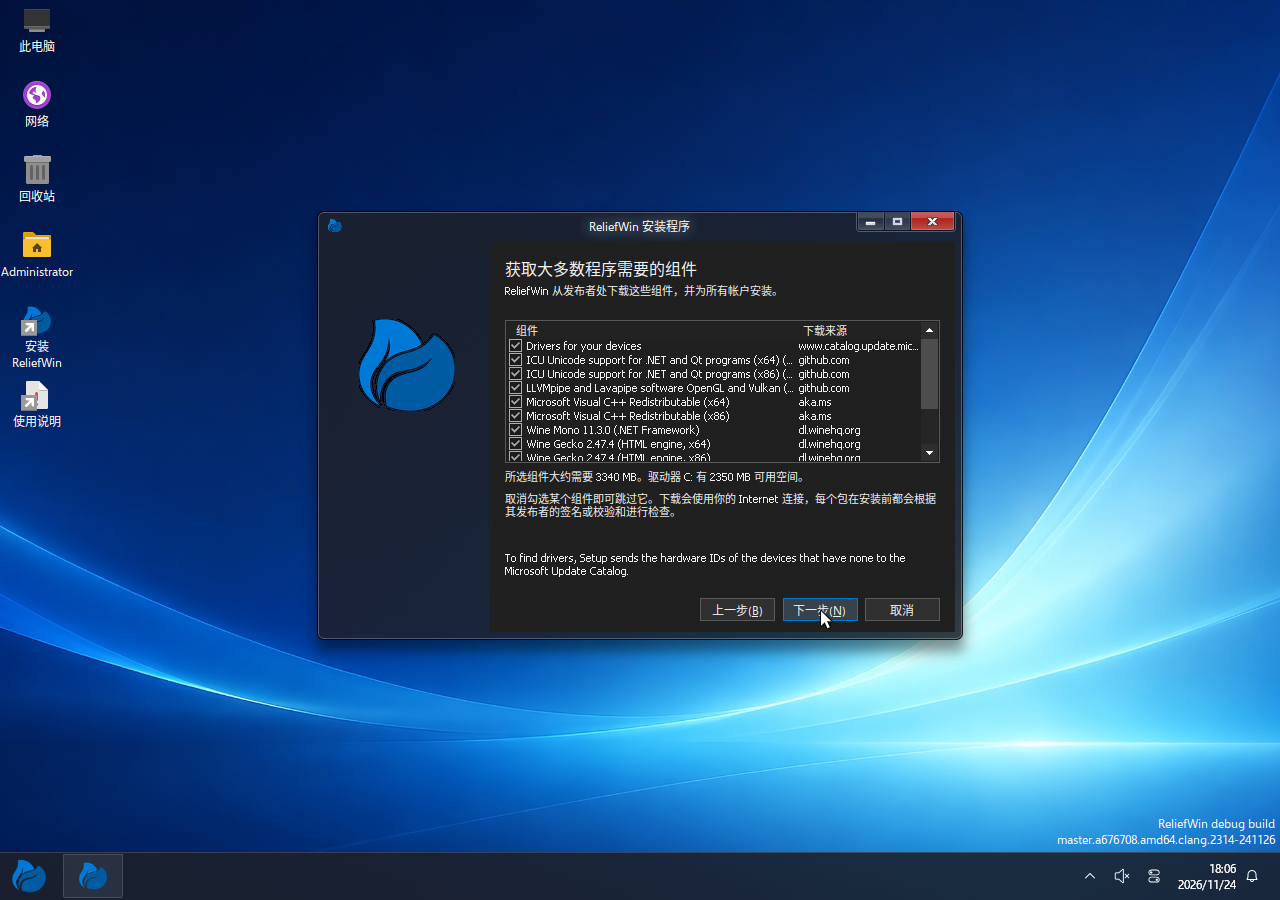 此电脑
网络
回收站
Administrator
安装
ReliefWin
使用说明
ReliefWin 安装程序
获取大多数程序需要的组件
ReliefWin 从发布者处下载这些组件，并为所有帐户安装。
组件 下载来源
Drivers for your devices www.catalog.update.mic...
ICU Unicode support for .NET and Qt programs (x64) (... github.com
ICU Unicode support for .NET and Qt programs (x86) (... github.com
LLVMpipe and Lavapipe software OpenGL and Vulkan (... github.com
Microsoft Visual C++ Redistributable (x64) aka.ms
Microsoft Visual C++ Redistributable (x86) aka.ms
Wine Mono 11.3.0 (.NET Framework) dl.winehq.org
Wine Gecko 2.47.4 (HTML engine, x64) dl.winehq.org
Wine Gecko 2.47.4 (HTML engine, x86) dl.winehq.org
所选组件大约需要 3340 MB。驱动器 C: 有 2350 MB 可用空间。
取消勾选某个组件即可跳过它。下载会使用你的 Internet 连接，每个包在安装前都会根据
其发布者的签名或校验和进行检查。
To find drivers, Setup sends the hardware IDs of the devices that have none to the
Microsoft Update Catalog.
上一步(B) 下一步(N) 取消
ReliefWin debug build
master.a676708.amd64.clang.2314-241126
18:06
2026/11/24